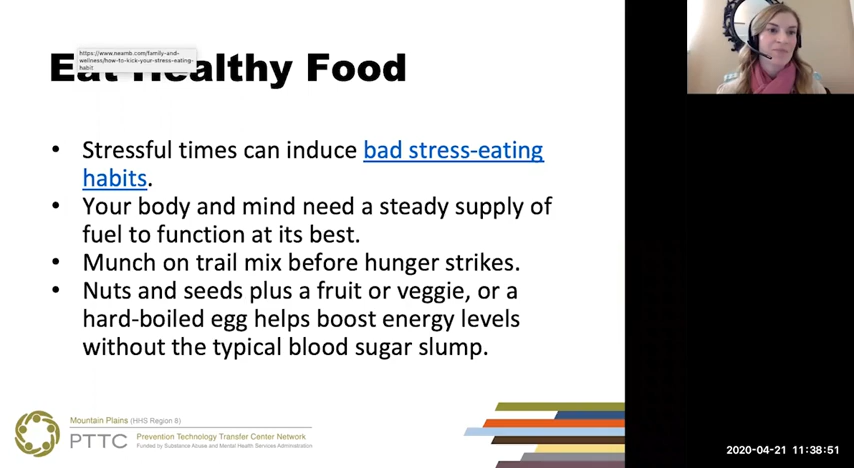 https://www.neamb.com/family-and-
wellness/how-to-kick-your-stress-eating-
habit
Eat Healthy Food
• Stressful times can induce bad stress-eating
habits.
• Your body and mind need a steady supply of
fuel to function at its best.
• Munch on trail mix before hunger strikes.
• Nuts and seeds plus a fruit or veggie, or a
hard-boiled egg helps boost energy levels
without the typical blood sugar slump.
Mountain Plains (HHS Region 8)
PTTC Prevention Technology Transfer Center Network
Funded by Substance Abuse and Mental Health Services Administration
2020-04-21 11:38:51